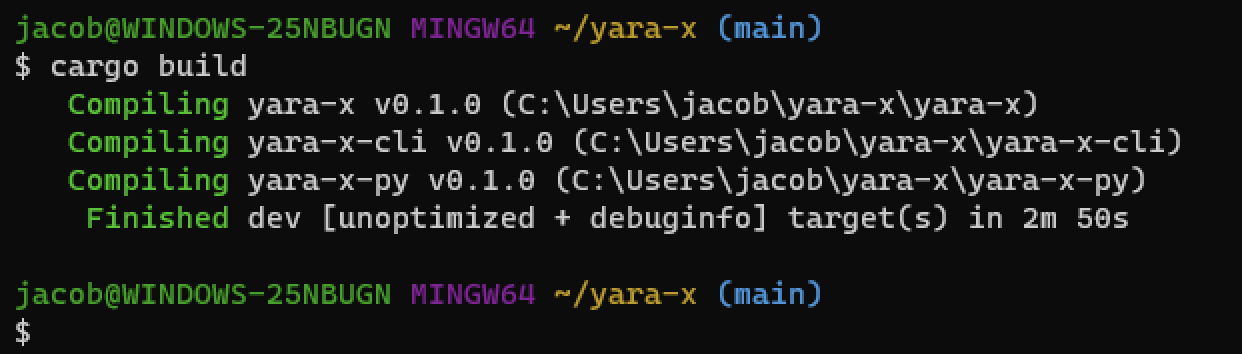 jacob@WINDOWS-25NBUGN MINGW64 ~/yara-x (main)
$ cargo build
   Compiling yara-x v0.1.0 (C:\Users\jacob\yara-x\yara-x)
   Compiling yara-x-cli v0.1.0 (C:\Users\jacob\yara-x\yara-x-cli)
   Compiling yara-x-py v0.1.0 (C:\Users\jacob\yara-x\yara-x-py)
    Finished dev [unoptimized + debuginfo] target(s) in 2m 50s
jacob@WINDOWS-25NBUGN MINGW64 ~/yara-x (main)
$